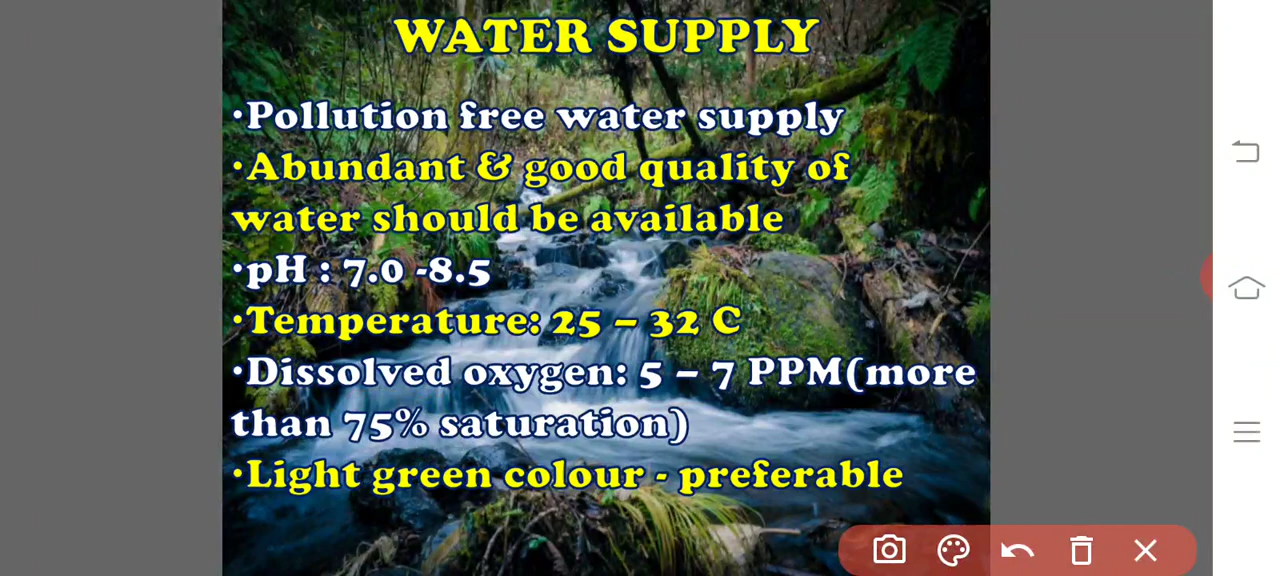 WATER SUPPLY
•Pollution free water supply
•Abundant & good quality of
water should be available
•pH : 7.0 -8.5
•Temperature: 25 – 32 C
•Dissolved oxygen: 5 – 7 PPM(more
than 75% saturation)
•Light green colour - preferable